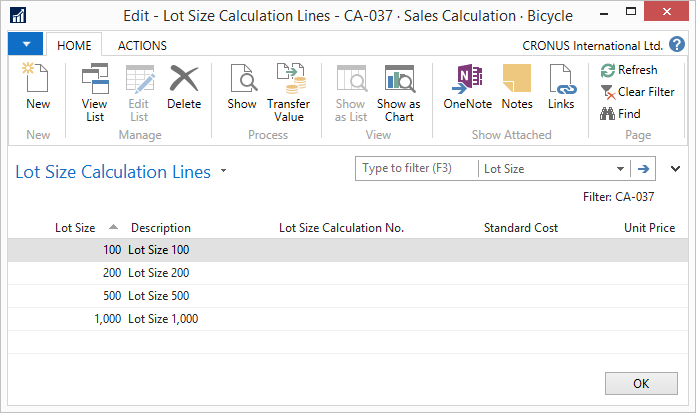 Edit - Lot Size Calculation Lines - CA-037 · Sales Calculation · Bicycle
HOME ACTIONS CRONUS International Ltd.
New
View List
Edit List
Delete
Show
Transfer Value
Show as List
Show as Chart
OneNote
Notes
Links
Refresh
Clear Filter
Find
New Manage Process View Show Attached Page
Lot Size Calculation Lines
Type to filter (F3) Lot Size
Filter: CA-037
Lot Size Description Lot Size Calculation No. Standard Cost Unit Price
100 Lot Size 100
200 Lot Size 200
500 Lot Size 500
1,000 Lot Size 1,000
OK